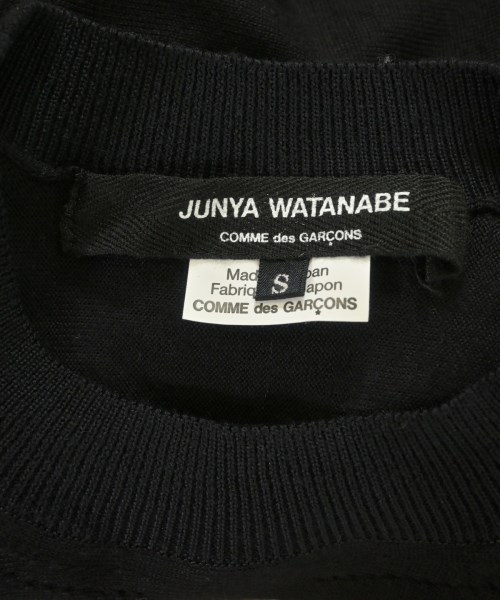 JUNYA WATANABE
COMME des GARÇONS
S
COMME des GARÇONS